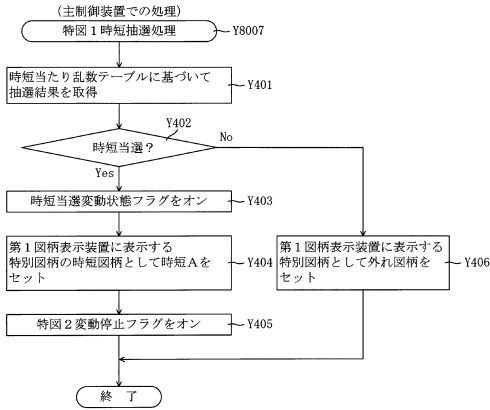 （主制御装置での処理）
特図１時短抽選処理
Y8007
時短当たり乱数テーブルに基づいて
抽選結果を取得
Y401
Y402
時短当選？
No
Yes
時短当選変動状態フラグをオン
Y403
第１図柄表示装置に表示する
特別図柄の時短図柄として時短Ａを
セット
Y404
第１図柄表示装置に表示する
特別図柄として外れ図柄を
セット
Y406
特図２変動停止フラグをオン
Y405
終　了